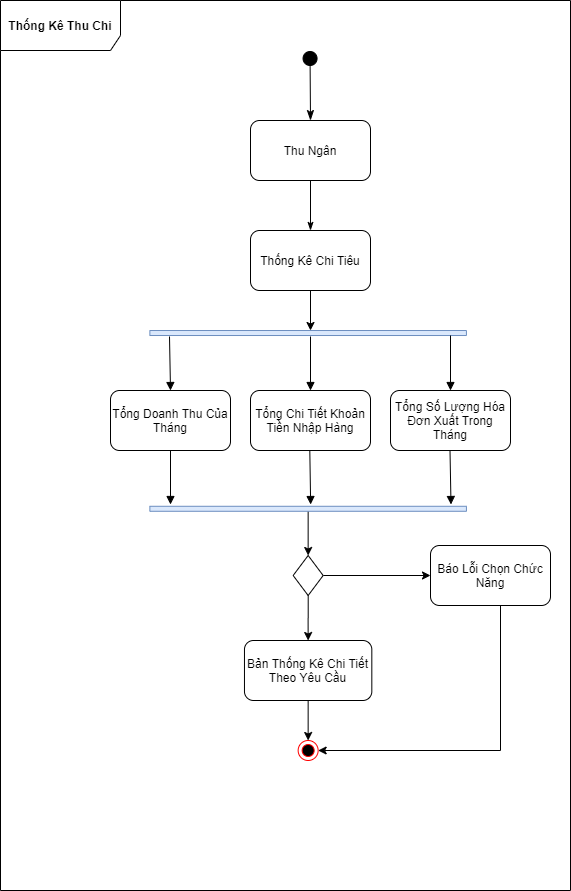 Thống Kê Thu Chi
Thu Ngân
Thống Kê Chi Tiêu
Tổng Doanh Thu Của
Tháng
Tổng Chi Tiết Khoản
Tiền Nhập Hàng
Tổng Số Lượng Hóa
Đơn Xuất Trong
Tháng
Báo Lỗi Chọn Chức
Năng
Bản Thống Kê Chi Tiết
Theo Yêu Cầu